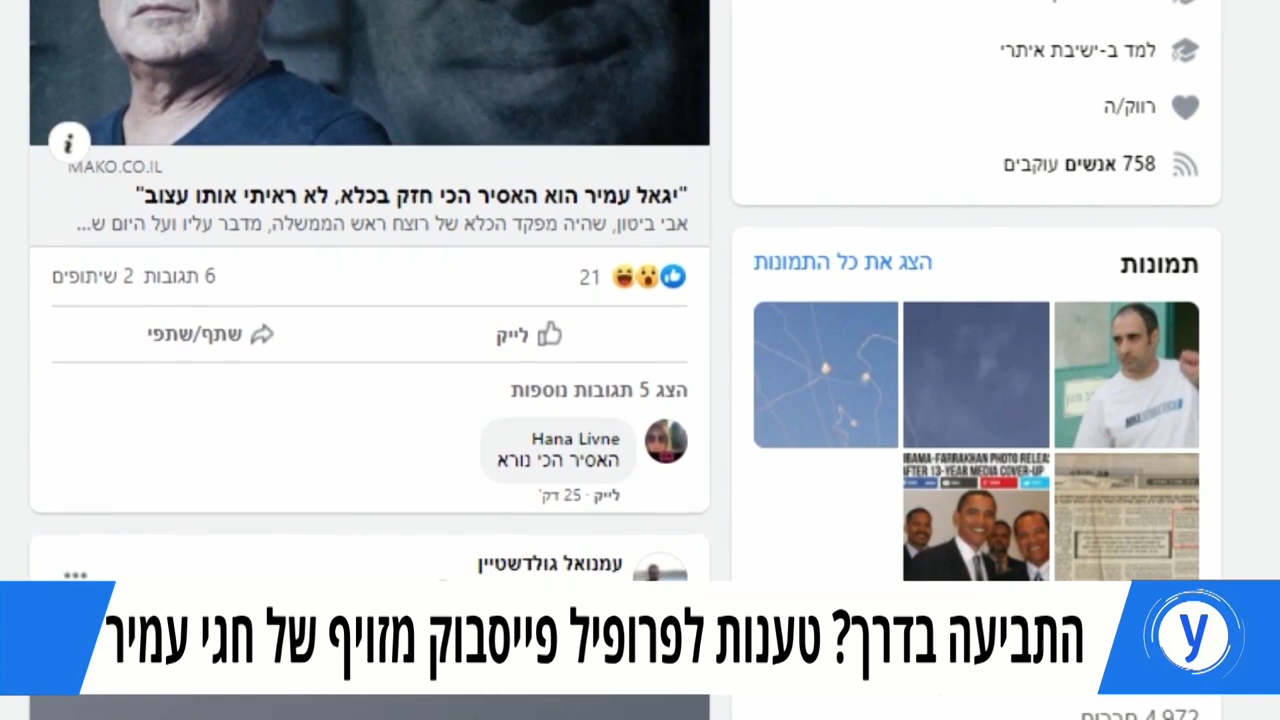 למד ב-ישיבת איתרי
רווק/ה
758 אנשים עוקבים
תמונות
הצג את כל התמונות
OBAMA-FARRAKHAN PHOTO RELEAS
AFTER 13-YEAR MEDIA COVER-UP
MAKO.CO.IL
"יגאל עמיר הוא האסיר הכי חזק בכלא, לא ראיתי אותו עצוב"
אבי ביטון, שהיה מפקד הכלא של רוצח ראש הממשלה, מדבר עליו ועל היום ש...
21
6 תגובות 2 שיתופים
לייק
שתף/שתפי
הצג 5 תגובות נוספות
Hana Livne
האסיר הכי נורא
לייק · 25 דק'
עמנואל גולדשטיין
התביעה בדרך? טענות לפרופיל פייסבוק מזויף של חגי עמיר
y
4,972 חברים